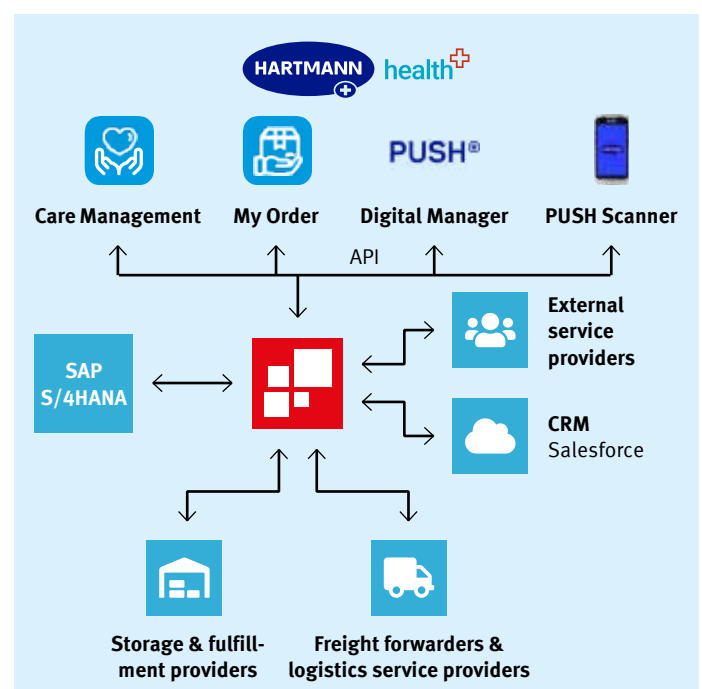 HARTMANN health
PUSH
Care Management
My Order
Digital Manager
PUSH Scanner
API
External
service
providers
SAP
S/4HANA
CRM
Salesforce
Storage & fulfill-
ment providers
Freight forwarders &
logistics service providers